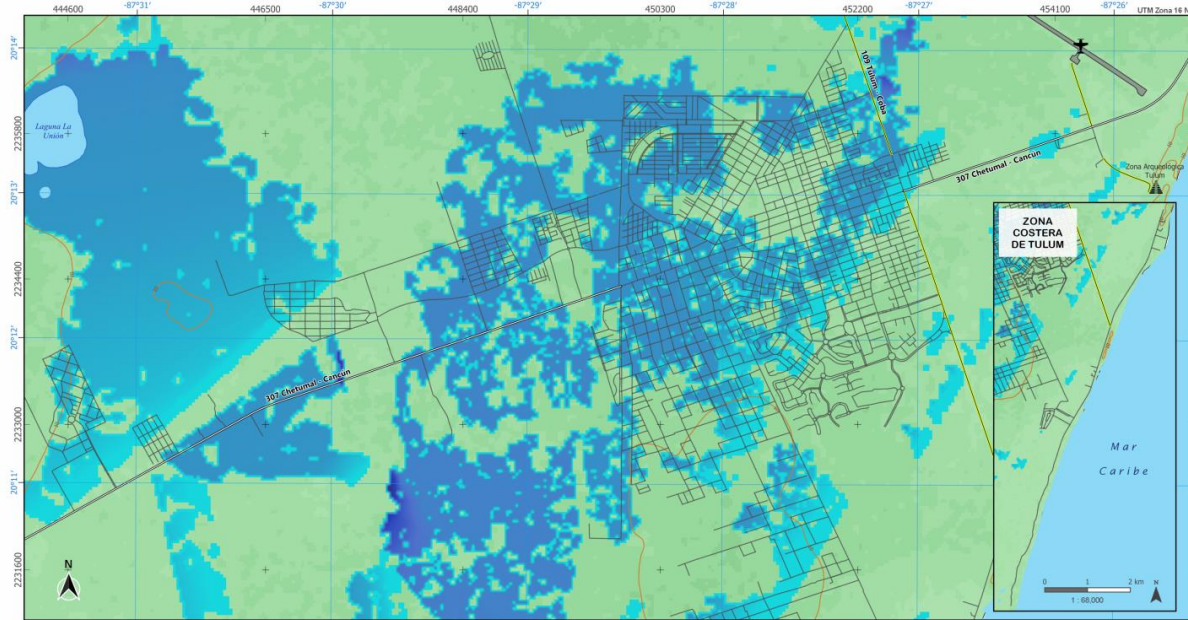 444600
-87°31'
446500
-87°30'
448400
-87°29'
450300
-87°28'
452200
-87°27'
454100
-87°26'
UTM Zona 16 N
20°14'
2235800
20°13'
2234400
20°12'
2233000
20°11'
2231600
Laguna La
Unión
109 Tulum - Coba
307 Chetumal - Cancun
Zona Arqueológica
Tulum
307 Chetumal - Cancun
N
ZONA
COSTERA
DE TULUM
Mar
Caribe
0 1 2 km
1 : 68,000
N